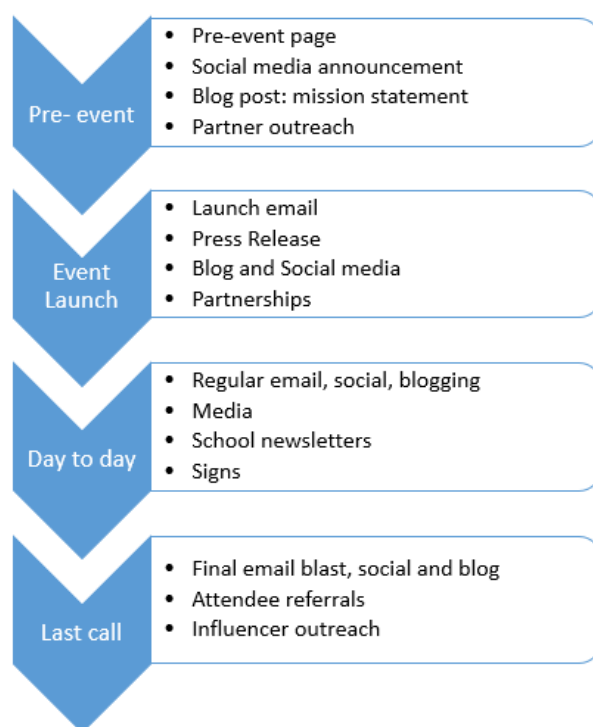 Pre- event
• Pre-event page
• Social media announcement
• Blog post: mission statement
• Partner outreach
Event
Launch
• Launch email
• Press Release
• Blog and Social media
• Partnerships
Day to day
• Regular email, social, blogging
• Media
• School newsletters
• Signs
Last call
• Final email blast, social and blog
• Attendee referrals
• Influencer outreach